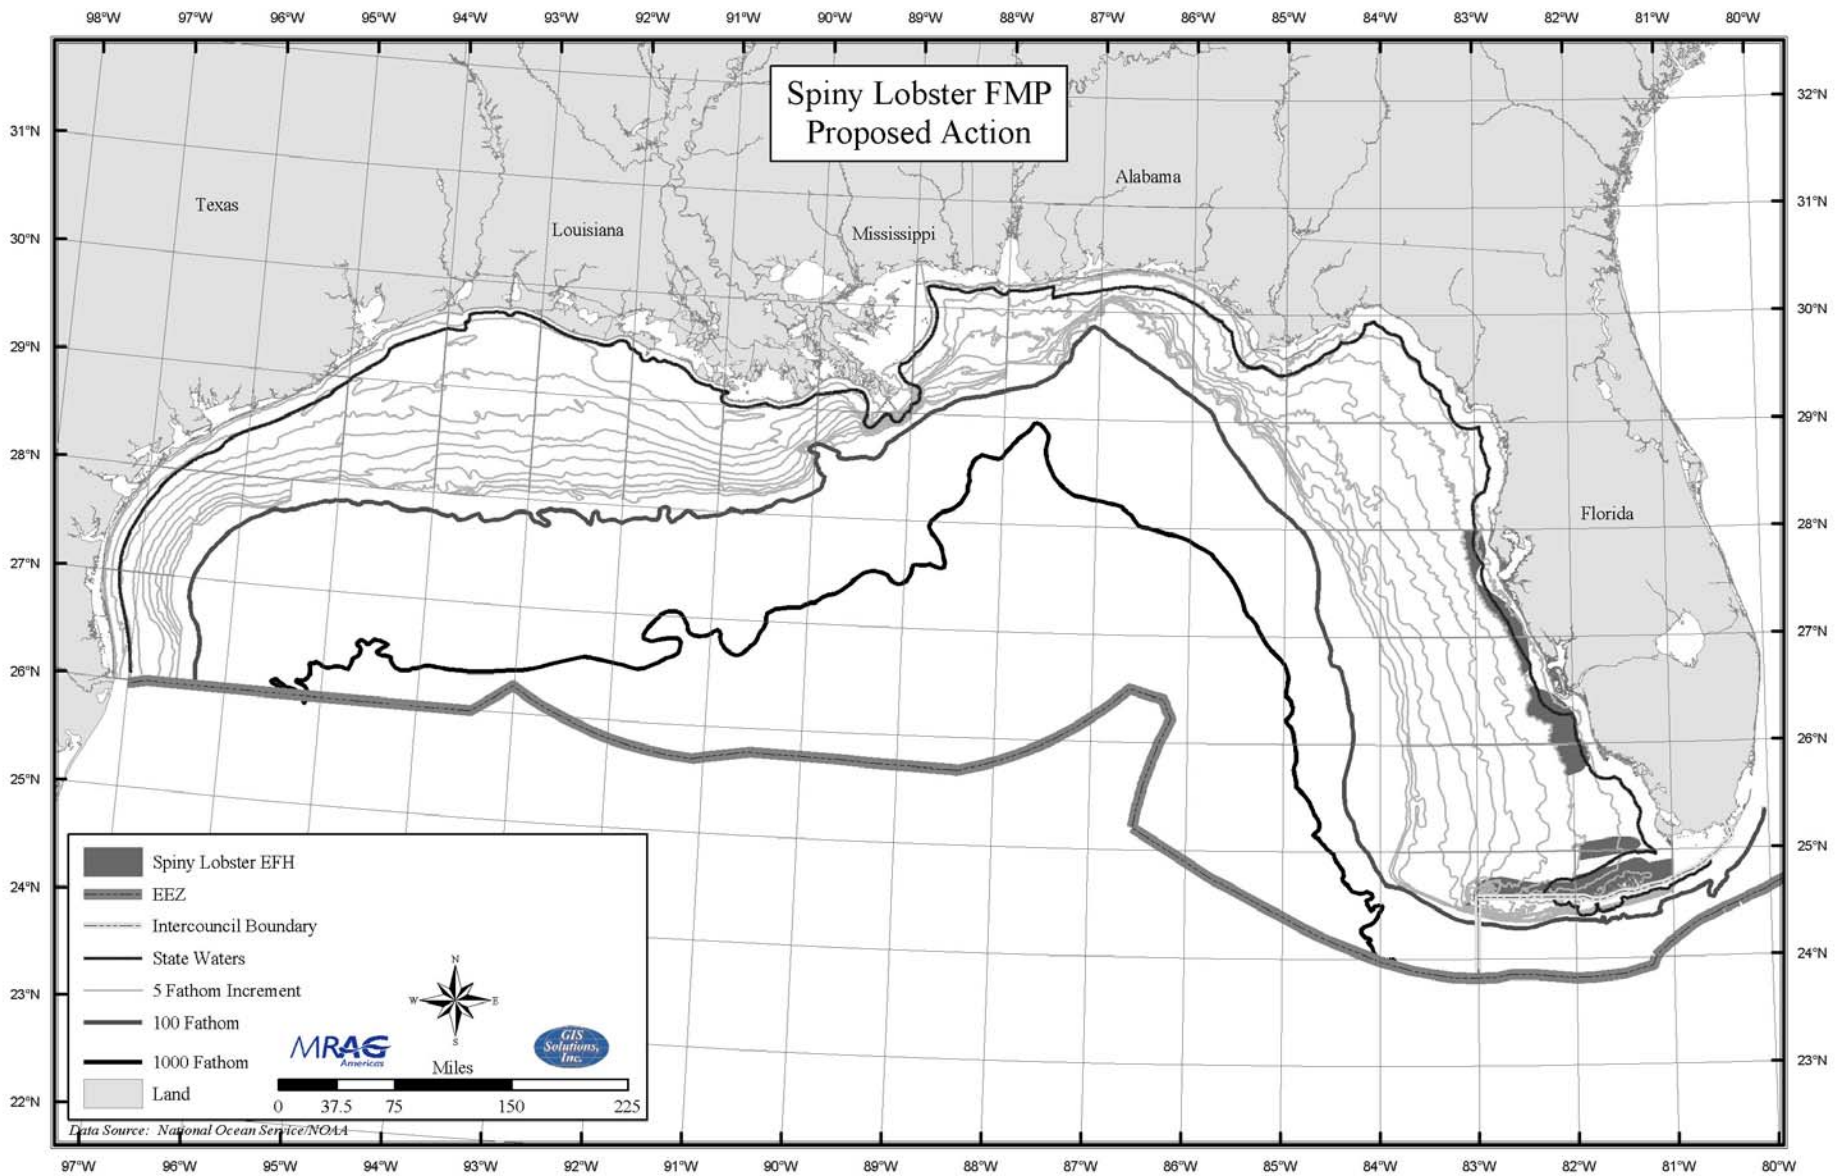 98°W 97°W 96°W 95°W 94°W 93°W 92°W 91°W 90°W 89°W 88°W 87°W 86°W 85°W 84°W 83°W 82°W 81°W 80°W
Spiny Lobster FMP
Proposed Action
32°N
31°N
31°N
30°N
30°N
29°N
29°N
28°N
28°N
27°N
27°N
26°N
26°N
25°N
25°N
24°N
24°N
23°N
23°N
22°N
Texas
Louisiana
Mississippi
Alabama
Florida
Spiny Lobster EFH
EEZ
Intercouncil Boundary
State Waters
5 Fathom Increment
100 Fathom
1000 Fathom
Land
N
W E
S
MRAG
Americas
GIS
Solutions,
Inc.
Miles
0 37.5 75 150 225
Data Source: National Ocean Service/NOAA
97°W 96°W 95°W 94°W 93°W 92°W 91°W 90°W 89°W 88°W 87°W 86°W 85°W 84°W 83°W 82°W 81°W 80°W